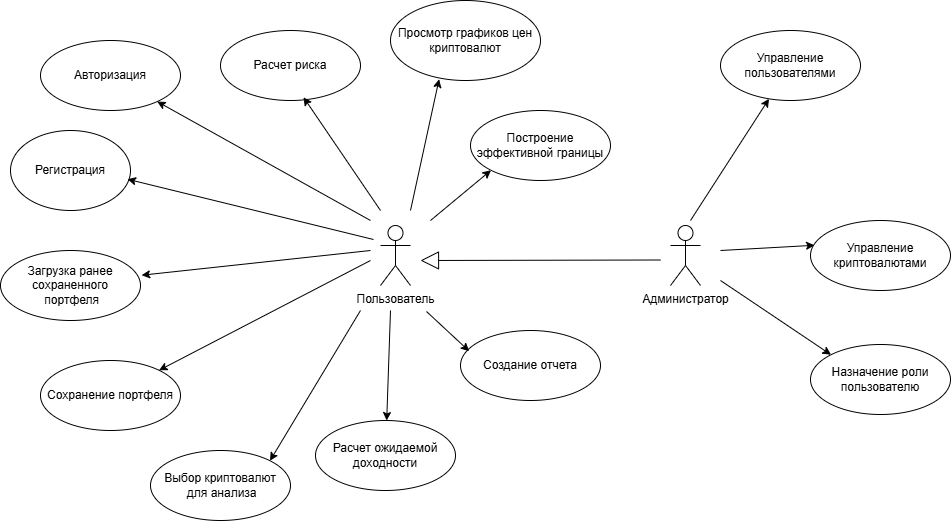 Просмотр графиков цен
криптовалют
Расчет риска
Авторизация
Управление
пользователями
Построение
эффективной границы
Регистрация
Управление
криптовалютами
Загрузка ранее
сохраненного
портфеля
Пользователь
Администратор
Создание отчета
Назначение роли
пользователю
Сохранение портфеля
Расчет ожидаемой
доходности
Выбор криптовалют
для анализа